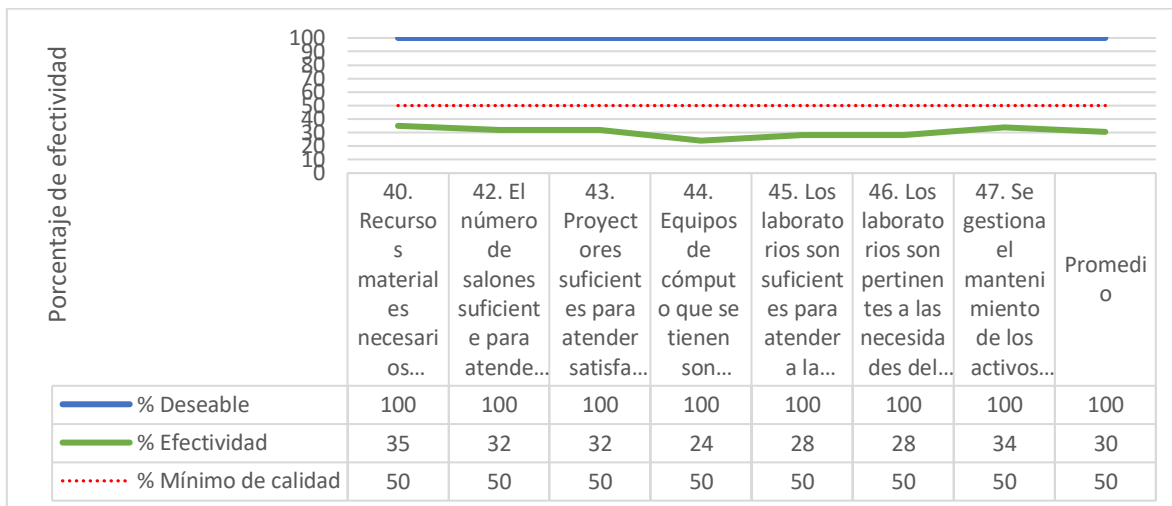 Porcentaje de efectividad
100
90
80
70
60
50
40
30
20
10
0
40.
Recurso
s
material
es
necesari
os...
42. El
número
de
salones
suficient
e para
atende...
43.
Proyect
ores
suficient
es para
atender
satisfa...
44.
Equipos
de
cómput
o que se
tienen
son...
45. Los
laborato
rios son
suficient
es para
atender
a la...
46. Los
laborato
rios son
pertinen
tes a las
necesida
des del...
47. Se
gestiona
el
manteni
miento
de los
activos...
Promedi
o
% Deseable 100 100 100 100 100 100 100 100
% Efectividad 35 32 32 24 28 28 34 30
% Mínimo de calidad 50 50 50 50 50 50 50 50